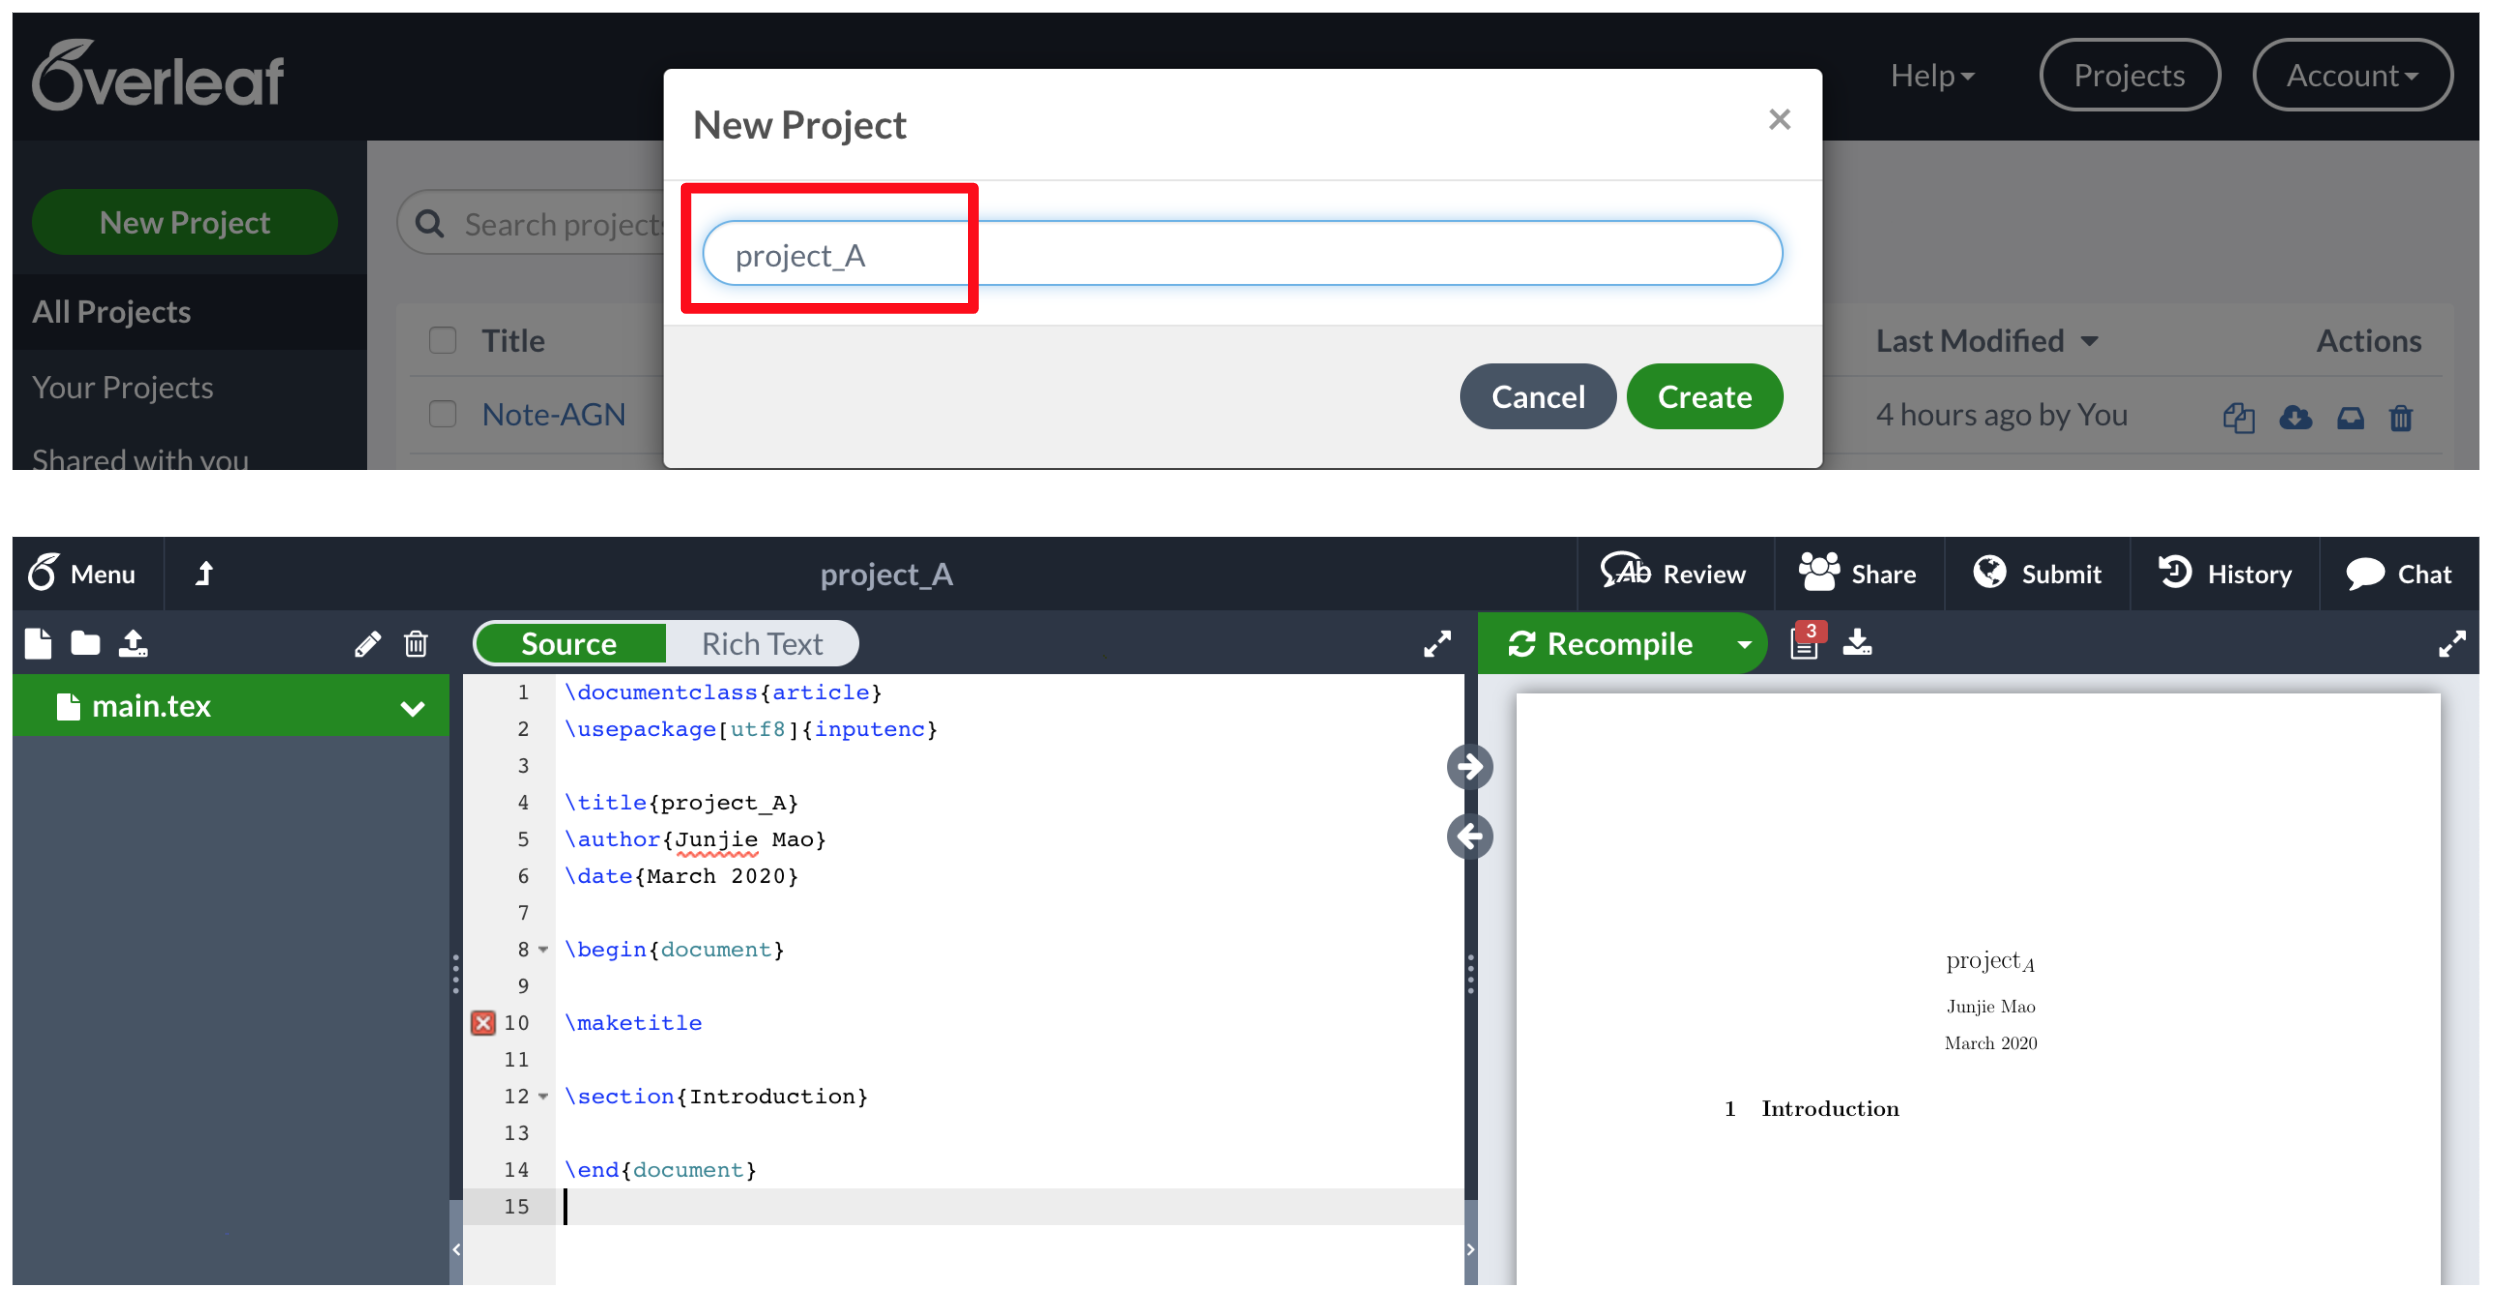 Overleaf
Help
Projects
Account
New Project
New Project
Search projects
project_A
All Projects
Title
Last Modified
Actions
Cancel
Create
Your Projects
Note-AGN
4 hours ago by You
Shared with you
Menu
project_A
Review
Share
Submit
History
Chat
Source
Rich Text
Recompile
3
main.tex
1 \documentclass{article}
2 \usepackage[utf8]{inputenc}
3
4 \title{project_A}
5 \author{Junjie Mao}
6 \date{March 2020}
7
8 \begin{document}
9
10 \maketitle
11
12 \section{Introduction}
13
14 \end{document}
15
projectA
Junjie Mao
March 2020
1 Introduction